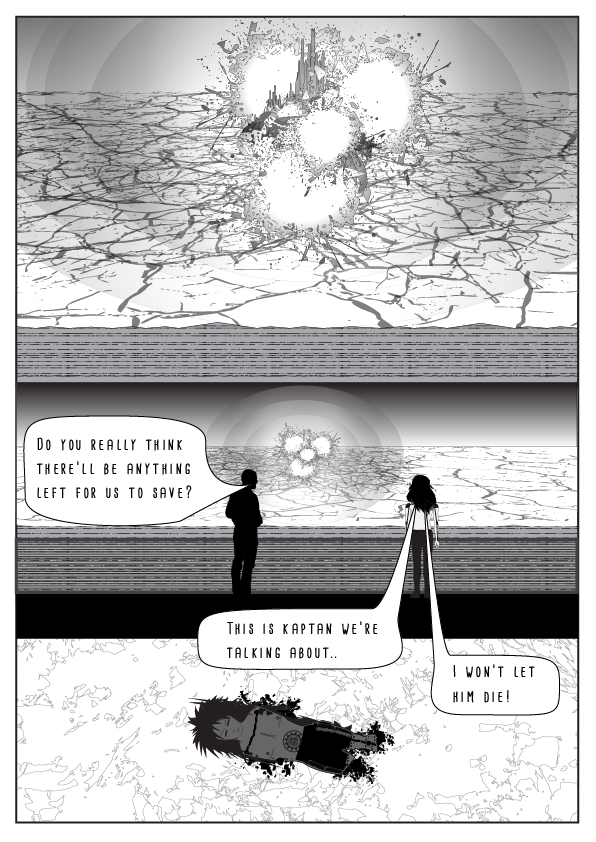 Do you really think
there'll be anything
left for us to save?
This is kaptan we're
talking about..
I won't let
him die!